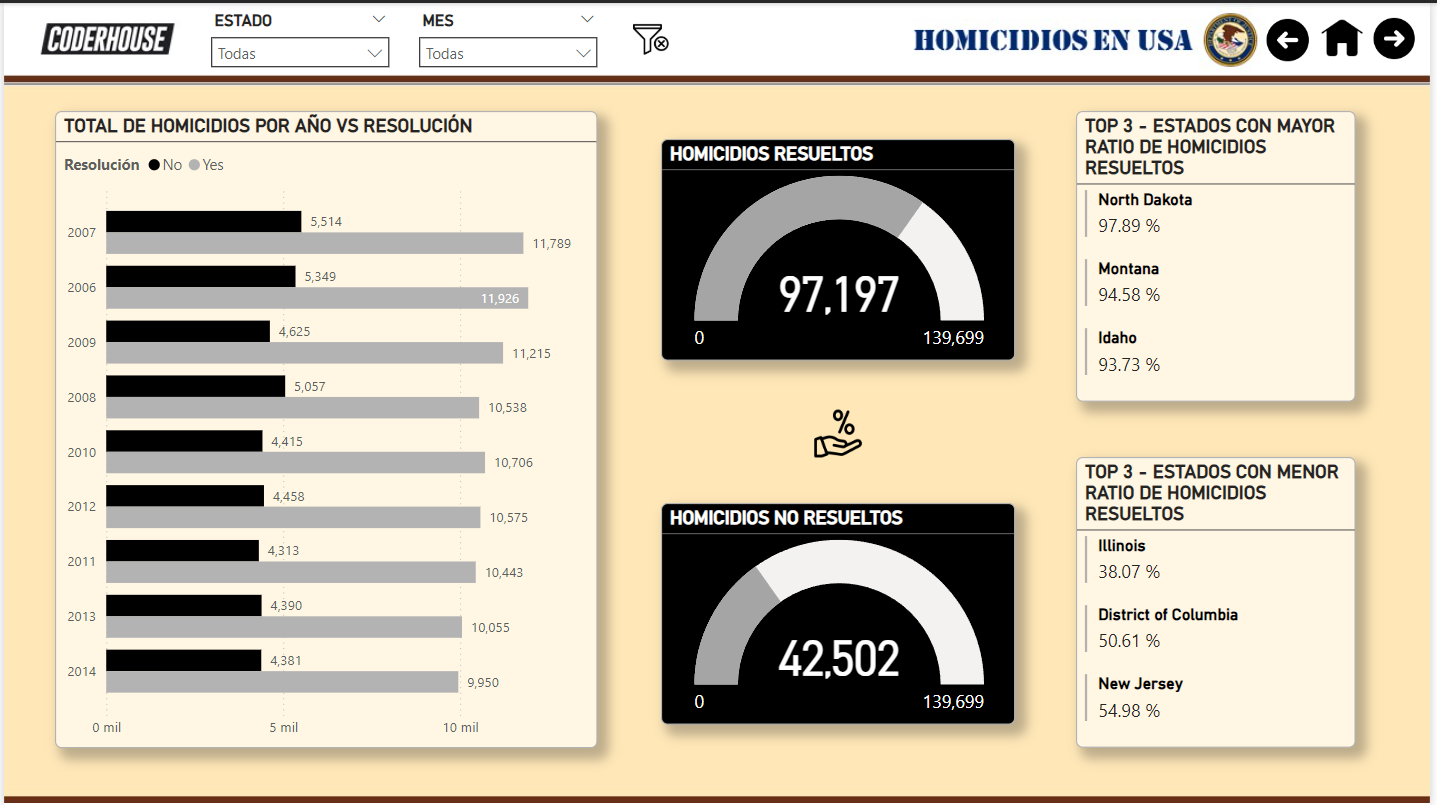 CODERHOUSE
ESTADO
Todas
MES
Todas
HOMICIDIOS EN USA
TOTAL DE HOMICIDIOS POR AÑO VS RESOLUCIÓN
Resolución No Yes
2007
5,514
11,789
2006
5,349
11,926
2009
4,625
11,215
2008
5,057
10,538
2010
4,415
10,706
2012
4,458
10,575
2011
4,313
10,443
2013
4,390
10,055
2014
4,381
9,950
0 mil 5 mil 10 mil
HOMICIDIOS RESUELTOS
97,197
0 139,699
%
HOMICIDIOS NO RESUELTOS
42,502
0 139,699
TOP 3 - ESTADOS CON MAYOR
RATIO DE HOMICIDIOS
RESUELTOS
North Dakota
97.89 %
Montana
94.58 %
Idaho
93.73 %
TOP 3 - ESTADOS CON MENOR
RATIO DE HOMICIDIOS
RESUELTOS
Illinois
38.07 %
District of Columbia
50.61 %
New Jersey
54.98 %